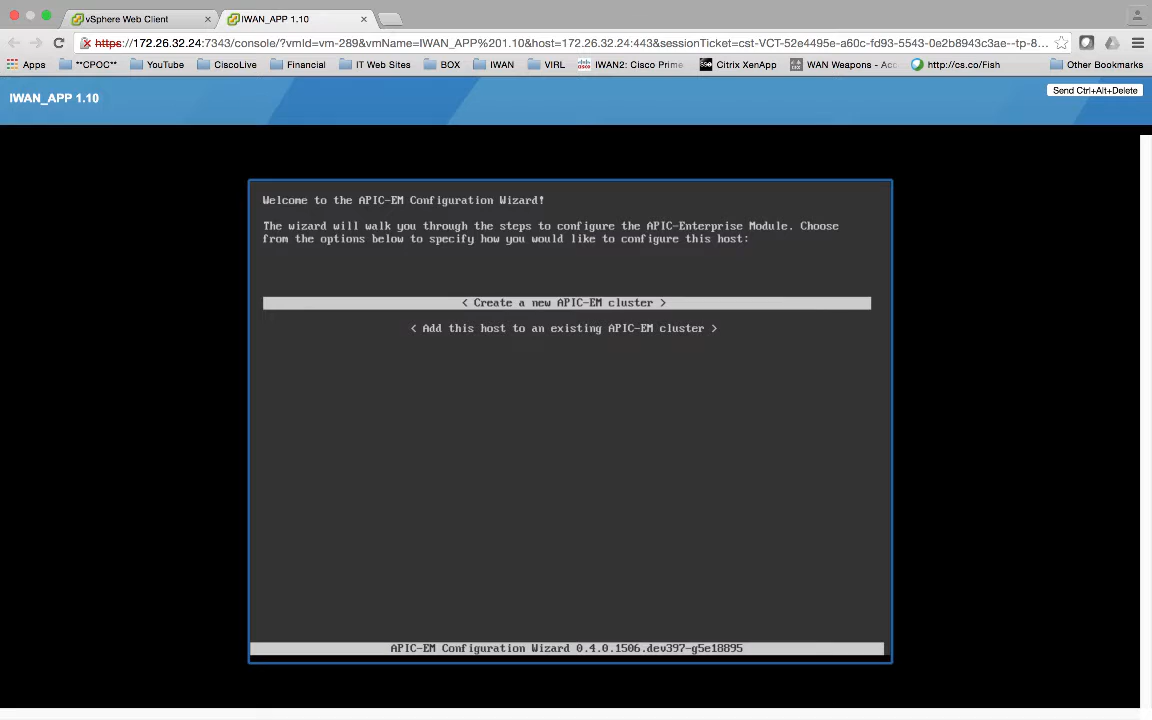 vSphere Web Client
IWAN_APP 1.10
https://172.26.32.24:7343/console/?vmId=vm-289&vmName=IWAN_APP%201.10&host=172.26.32.24:443&sessionTicket=cst-VCT-52e4495e-a60c-fd93-5543-0e2b8943c3ae--tp-8...
Apps **CPOC** YouTube CiscoLive Financial IT Web Sites BOX IWAN VIRL IWAN2: Cisco Prime Citrix XenApp WAN Weapons - Acc http://cs.co/Fish Other Bookmarks
IWAN_APP 1.10
Send Ctrl+Alt+Delete
Welcome to the APIC-EM Configuration Wizard!
The wizard will walk you through the steps to configure the APIC-Enterprise Module. Choose
from the options below to specify how you would like to configure this host:
< Create a new APIC-EM cluster >
< Add this host to an existing APIC-EM cluster >
APIC-EM Configuration Wizard 0.4.0.1506.dev397-g5e18895